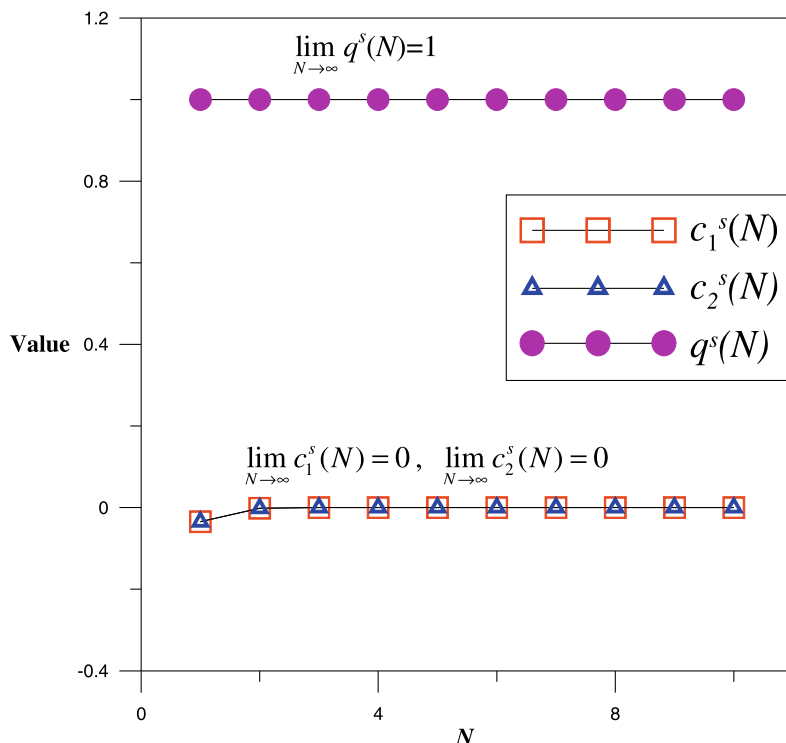 1.2
lim q^s(N)=1
N→∞
0.8
c_1^s(N)
c_2^s(N)
q^s(N)
Value
0.4
lim c_1^s(N) = 0 , lim c_2^s(N) = 0
N→∞ N→∞
0
-0.4
0 4 8
N